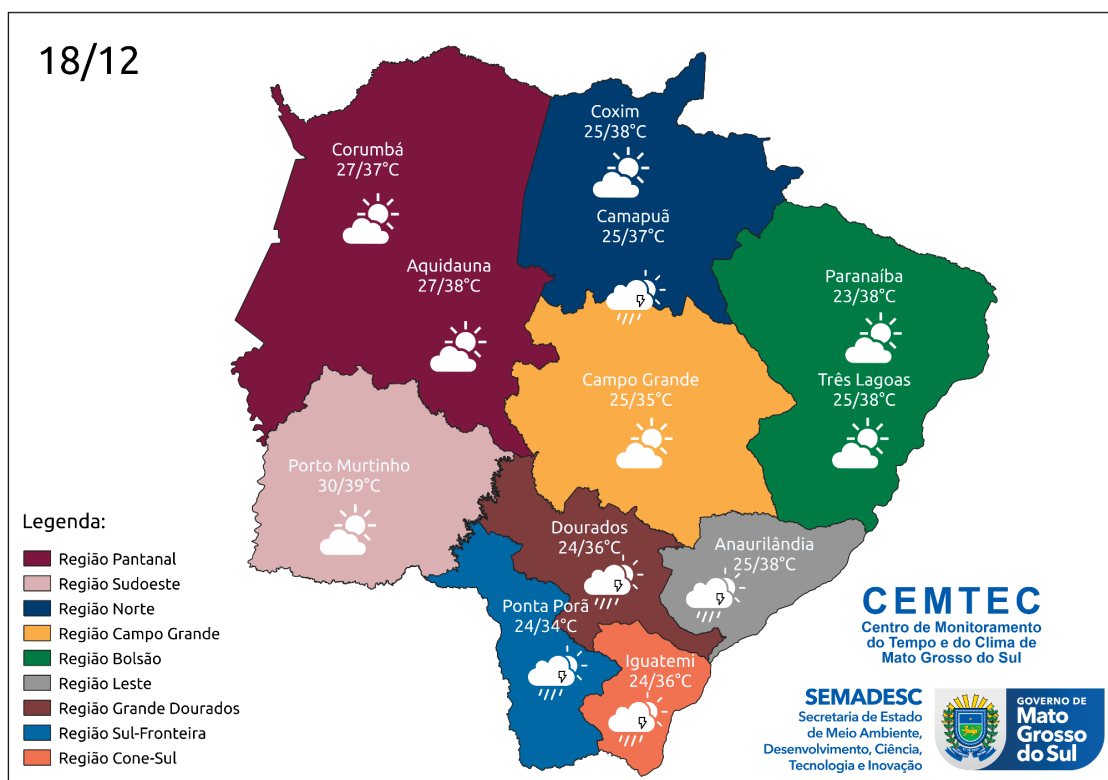 18/12
Coxim
25/38°C
Corumbá
27/37°C
Camapuã
25/37°C
Aquidauna
27/38°C
Paranaíba
23/38°C
Campo Grande
25/35°C
Três Lagoas
25/38°C
Porto Murtinho
30/39°C
Dourados
24/36°C
Anaurilândia
25/38°C
Ponta Porã
24/34°C
Iguatemi
24/36°C
Legenda:
Região Pantanal
Região Sudoeste
Região Norte
Região Campo Grande
Região Bolsão
Região Leste
Região Grande Dourados
Região Sul-Fronteira
Região Cone-Sul
CEMTEC
Centro de Monitoramento
do Tempo e do Clima de
Mato Grosso do Sul
SEMADESC
Secretaria de Estado
de Meio Ambiente,
Desenvolvimento, Ciência,
Tecnologia e Inovação
GOVERNO DE
Mato
Grosso
do Sul